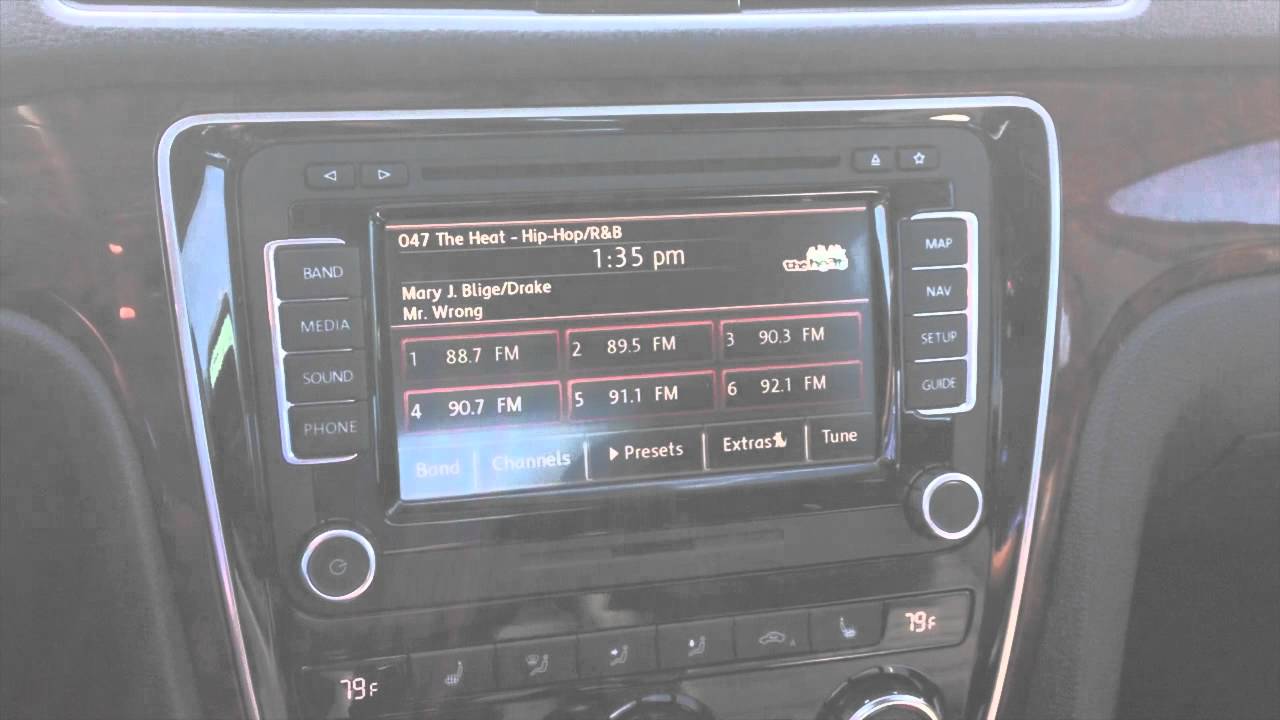 047 The Heat - Hip-Hop/R&B
1:35 pm
Mary J. Blige/Drake
Mr. Wrong
1 88.7 FM
2 89.5 FM
3 90.3 FM
4 90.7 FM
5 91.1 FM
6 92.1 FM
Band
Channels
Presets
Extras
Tune
BAND
MEDIA
SOUND
PHONE
MAP
NAV
SETUP
GUIDE
79F
79F